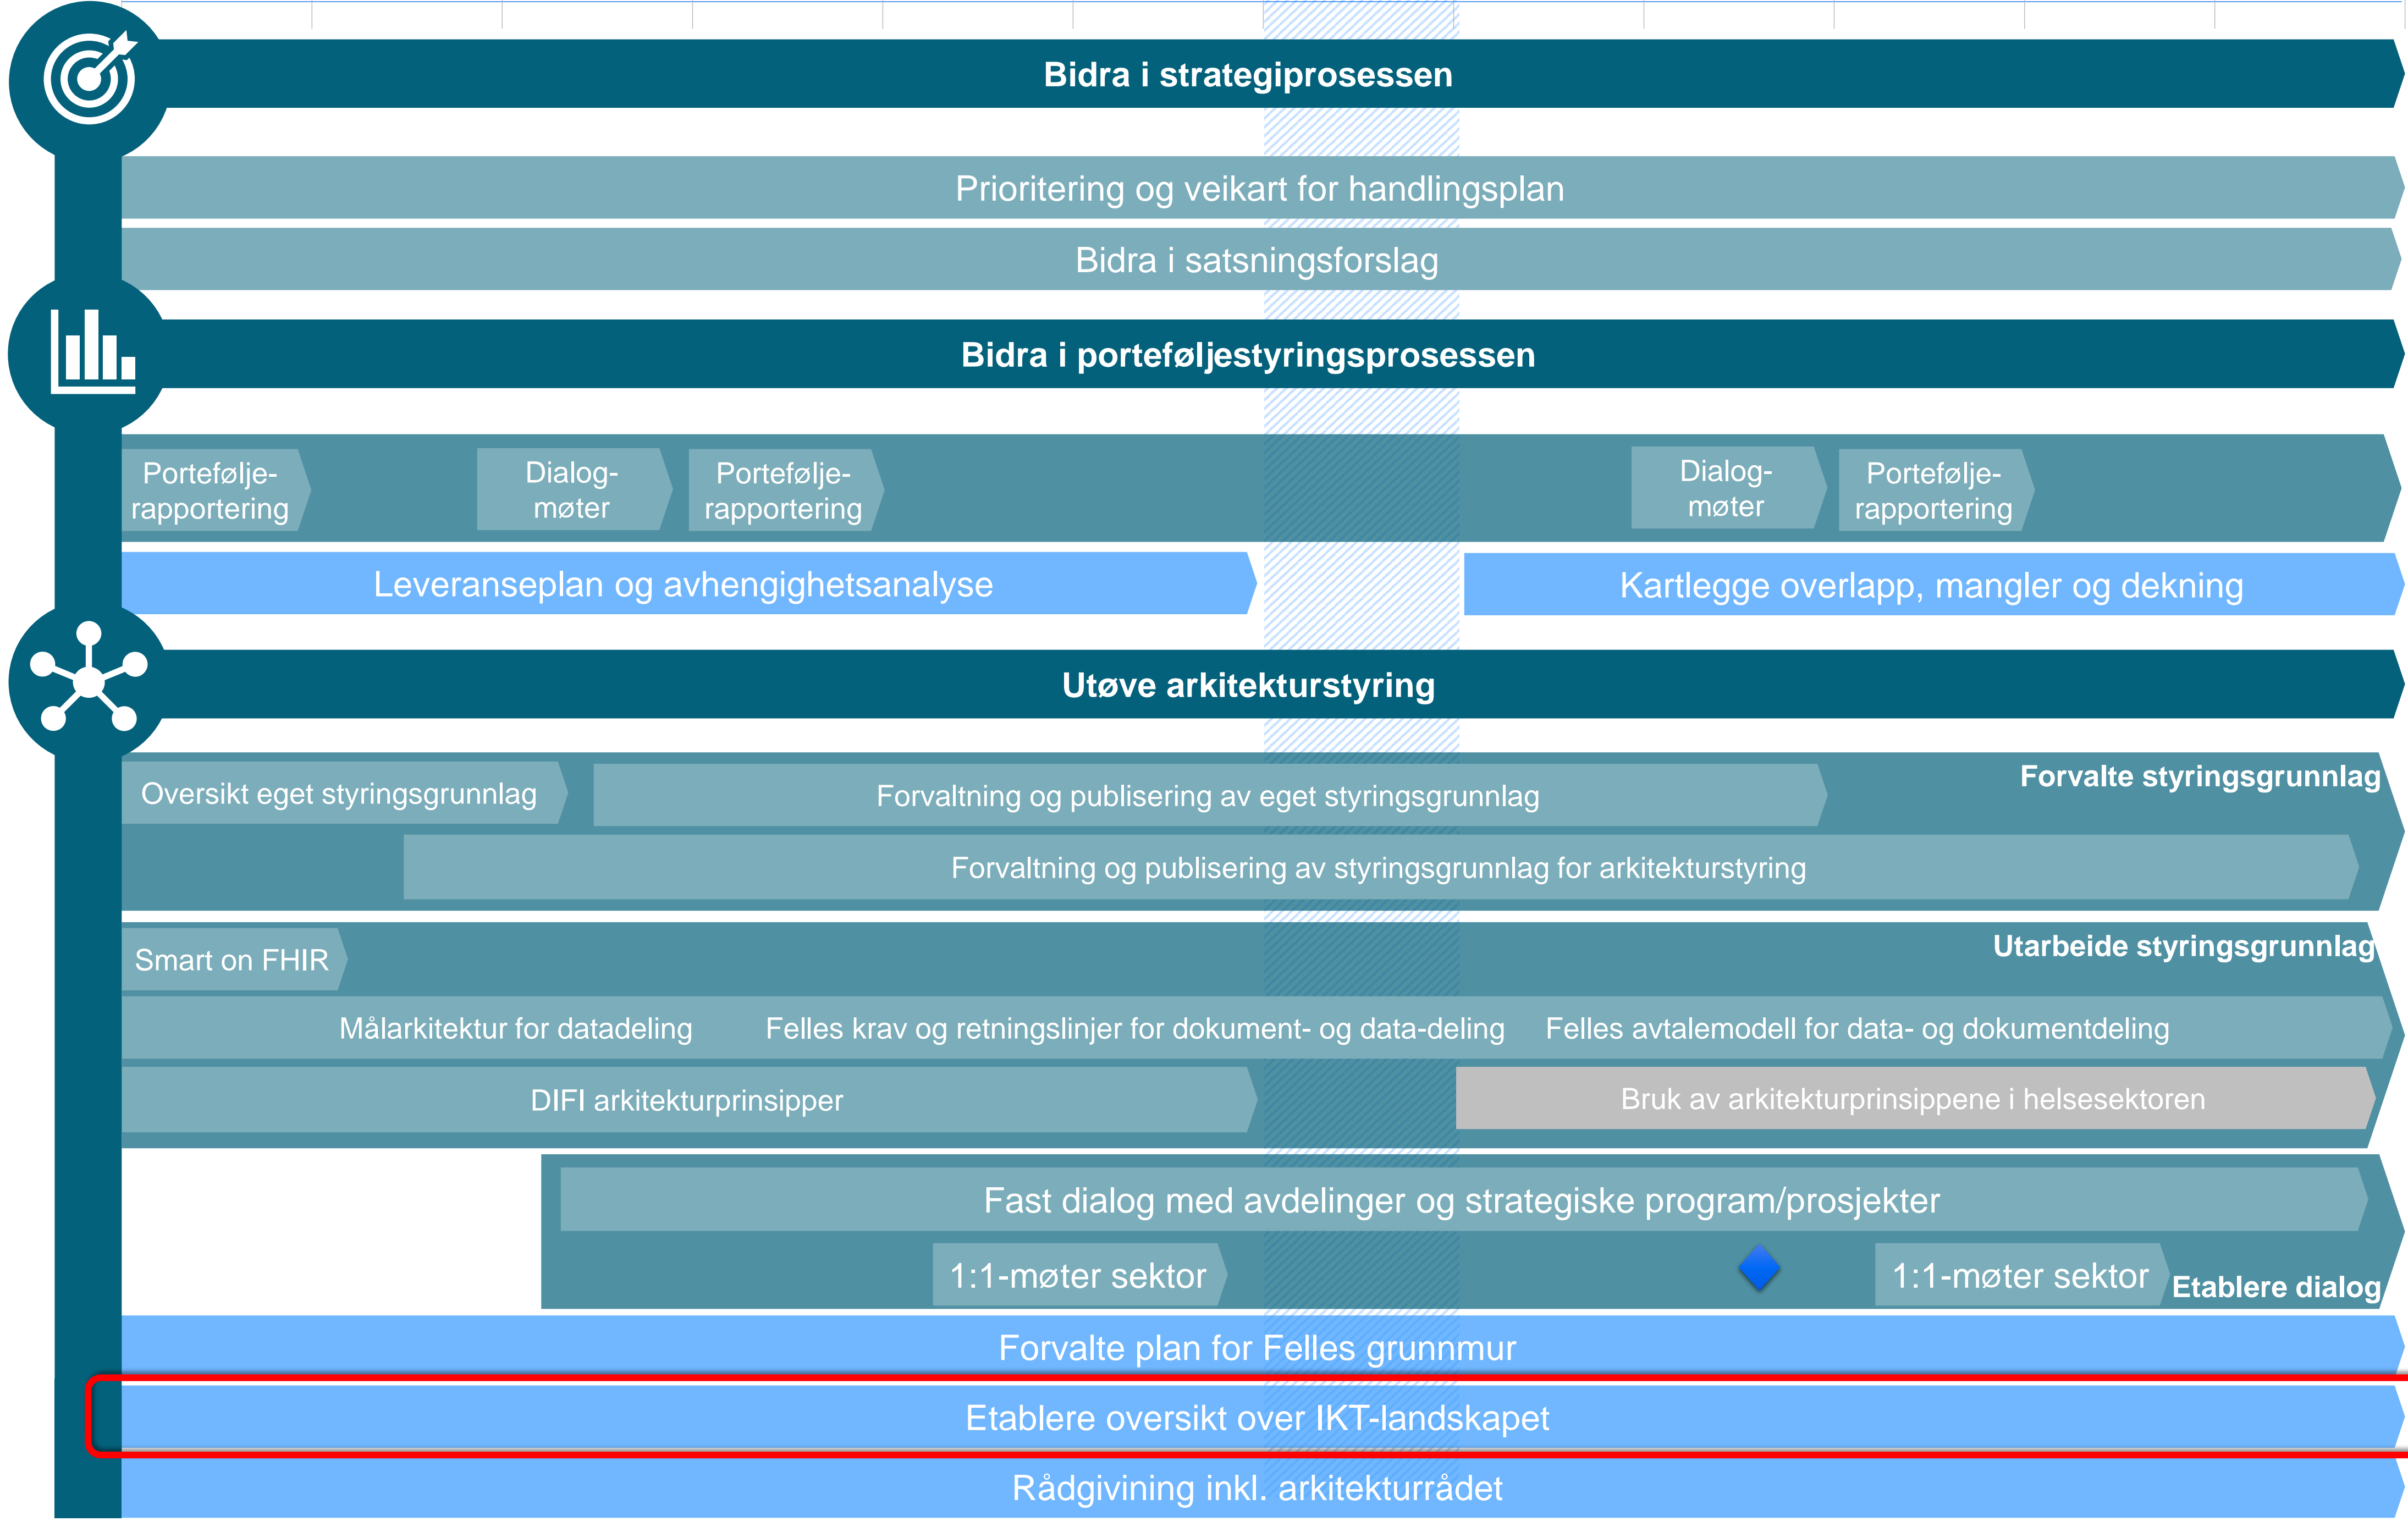 Bidra i strategiprosessen
Prioritering og veikart for handlingsplan
Bidra i satsningsforslag
Bidra i porteføljestyringsprosessen
Portefølje-
rapportering
Dialog-
møter
Portefølje-
rapportering
Dialog-
møter
Portefølje-
rapportering
Leveranseplan og avhengighetsanalyse
Kartlegge overlapp, mangler og dekning
Utøve arkitekturstyring
Forvalte styringsgrunnlag
Oversikt eget styringsgrunnlag
Forvaltning og publisering av eget styringsgrunnlag
Forvaltning og publisering av styringsgrunnlag for arkitekturstyring
Utarbeide styringsgrunnlag
Smart on FHIR
Målarkitektur for datadeling
Felles krav og retningslinjer for dokument- og data-deling
Felles avtalemodell for data- og dokumentdeling
DIFI arkitekturprinsipper
Bruk av arkitekturprinsippene i helsesektoren
Fast dialog med avdelinger og strategiske program/prosjekter
1:1-møter sektor
1:1-møter sektor
Etablere dialog
Forvalte plan for Felles grunnmur
Etablere oversikt over IKT-landskapet
Rådgivining inkl. arkitekturrådet